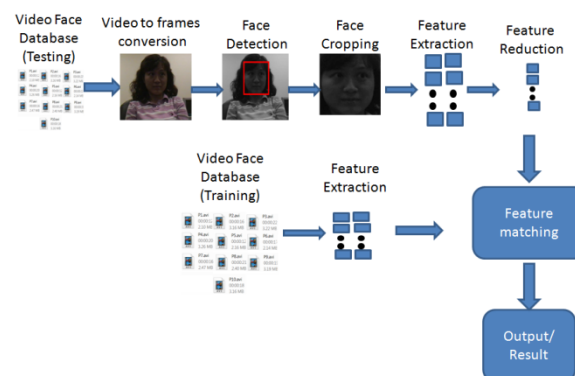 Video Face
Database
(Testing)
Video to frames
conversion
Face
Detection
Face
Cropping
Feature
Extraction
Feature
Reduction
Video Face
Database
(Training)
Feature
Extraction
Feature
matching
Output/
Result